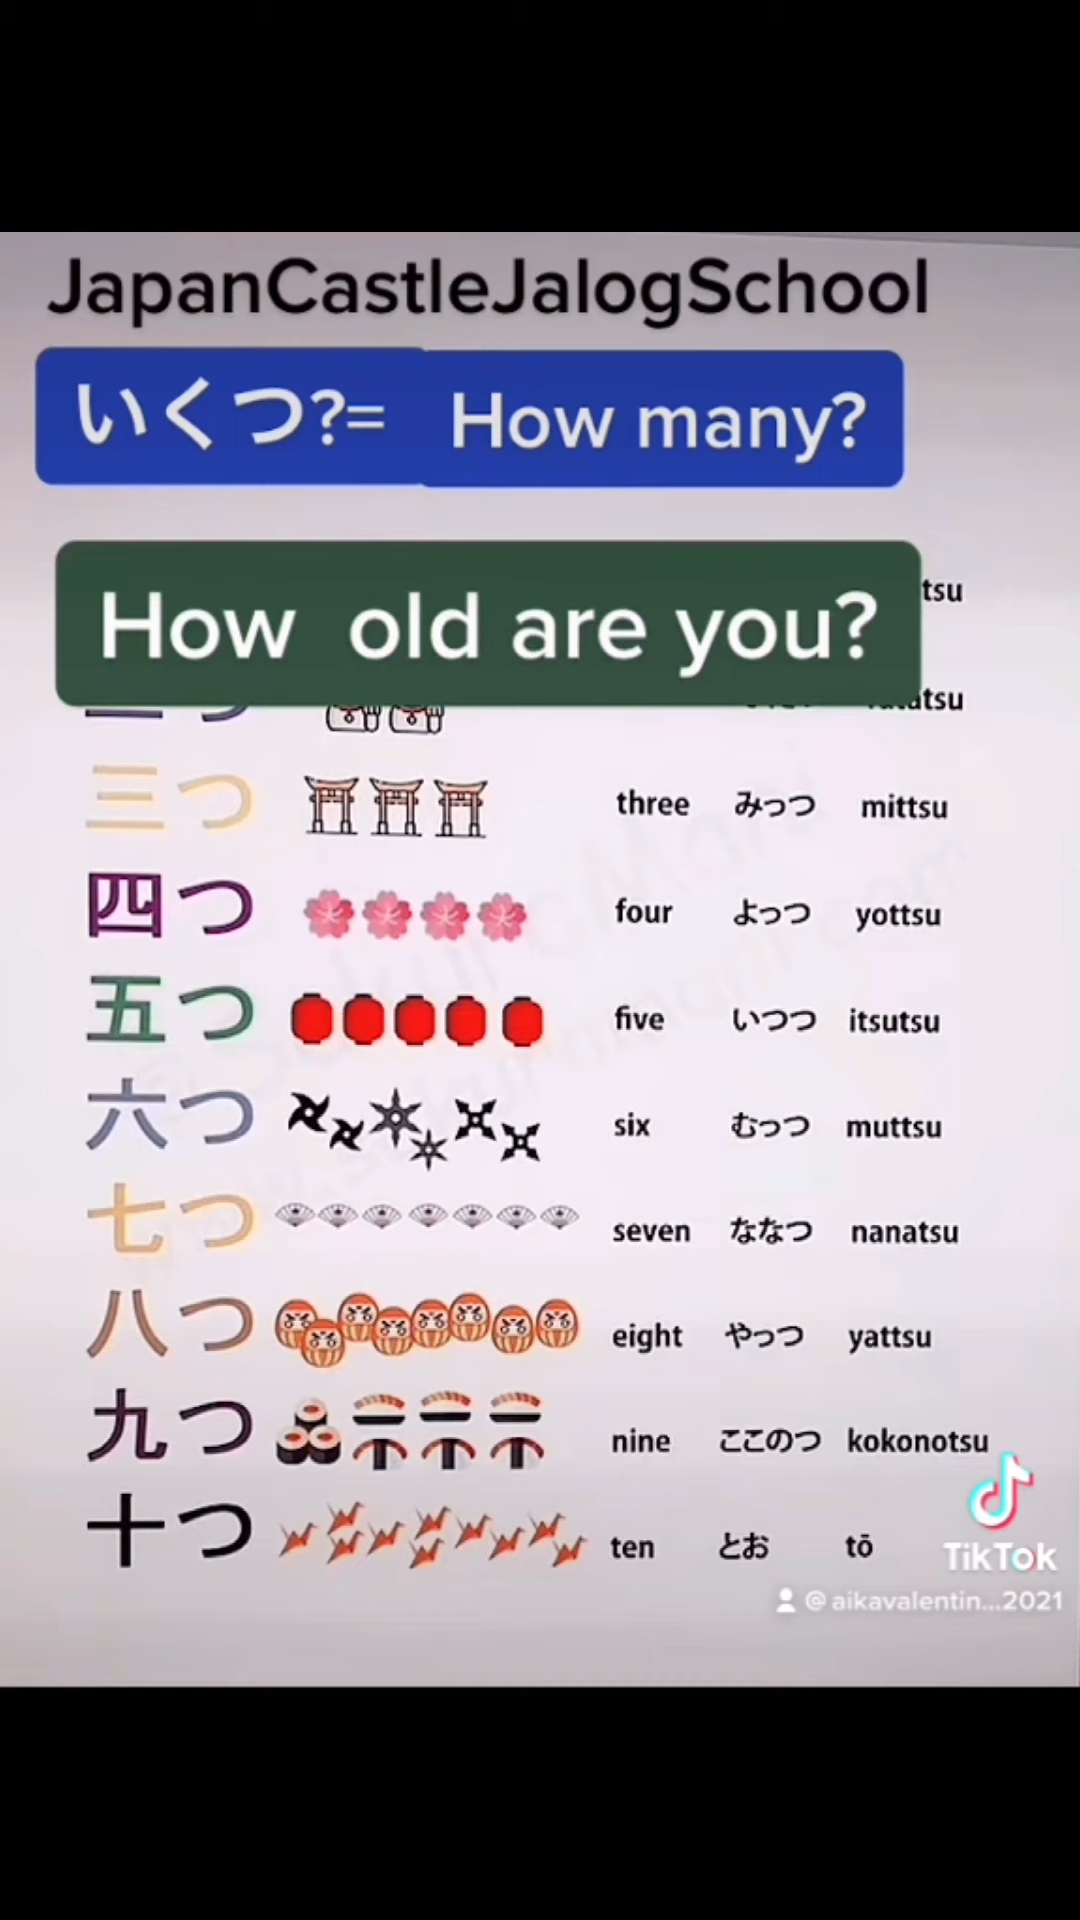 JapanCastleJalogSchool
いくつ?= How many?
How old are you?
tsu
三つ three みっつ mittsu
四つ four よっつ yottsu
五つ five いつつ itsutsu
六つ six むっつ muttsu
七つ seven ななつ nanatsu
八つ eight やっつ yattsu
九つ nine ここのつ kokonotsu
十つ ten とお tō
TikTok
@aikavalentin...2021